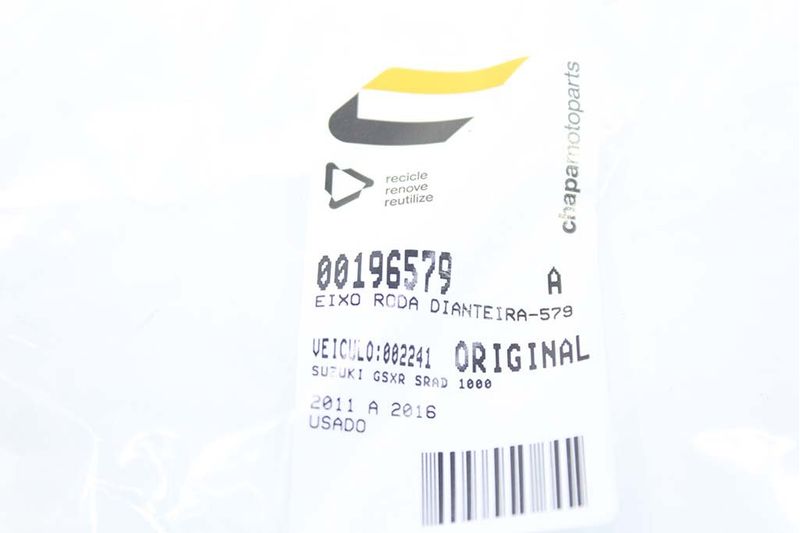 chapamotoparts
recicle
renove
reutilize
00196579 A
EIXO RODA DIANTEIRA-579
VEICULO:002241 ORIGINAL
SUZUKI GSXR SRAD 1000
2011 A 2016
USADO